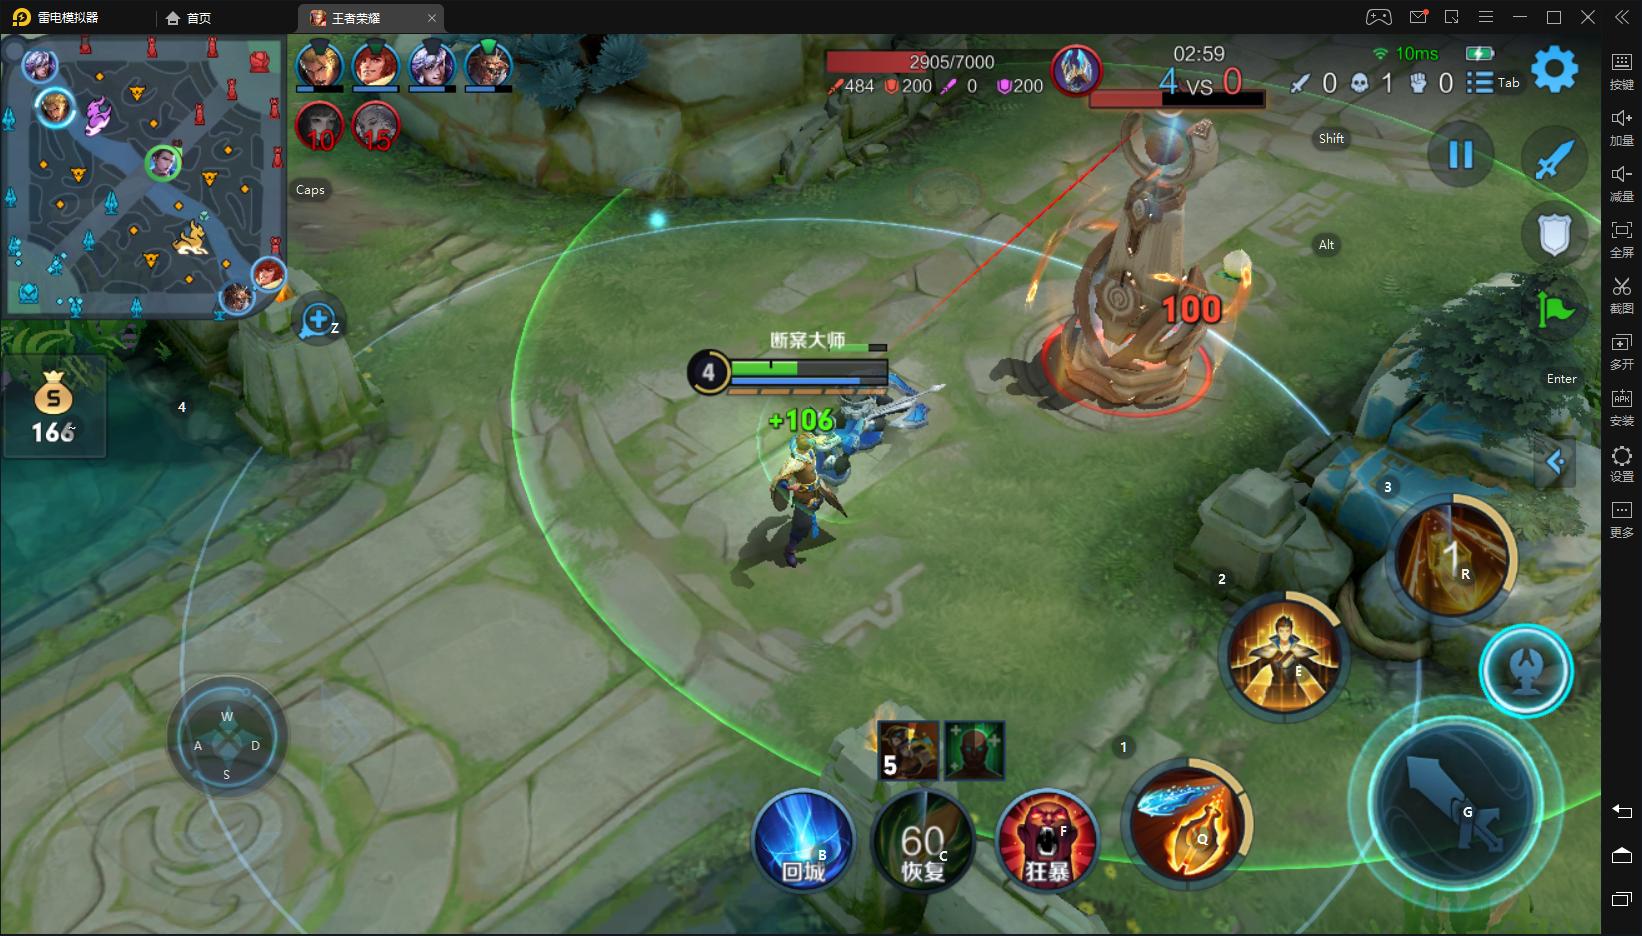 雷电模拟器
首页
王者荣耀
2905/7000
484 200 0 200
02:59
4 VS 0
10ms
0 1 0 Tab
10
15
Caps
Shift
Alt
Enter
Z
S
166
4
断案大师
4
+106
100
3
2
1
1
R
E
W
A D
S
5
B
回城
60
C
恢复
F
狂暴
Q
G
按键
加量
减量
全屏
截图
多开
APK
安装
设置
更多